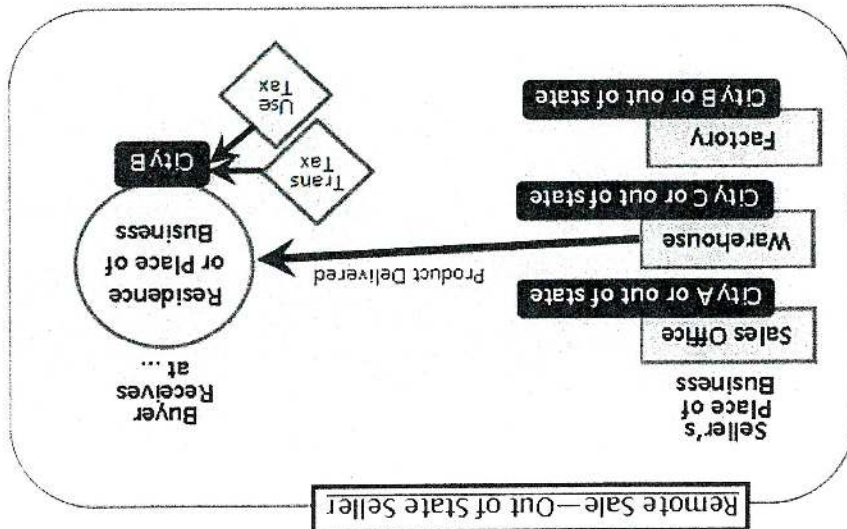 Remote Sale—Out of State Seller
Seller's
Place of
Business
Sales Office
City A or out of state
Warehouse
City C or out of state
Factory
City B or out of state
Product Delivered
Buyer
Receives
at ...
Residence
or Place of
Business
City B
Trans
Tax
Use
Tax